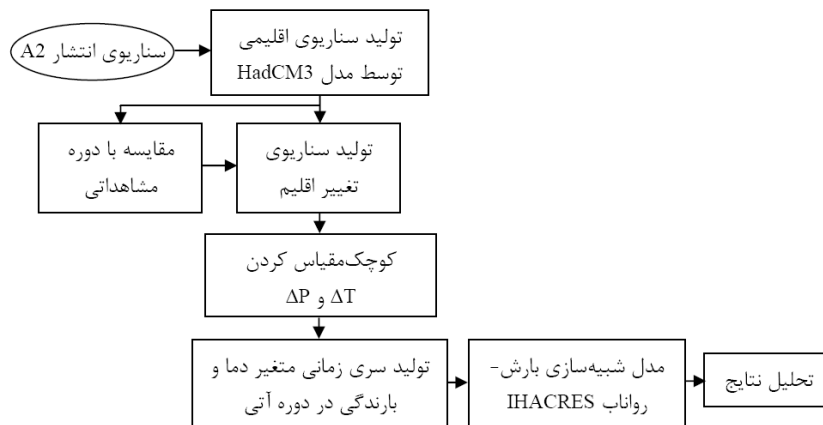 سناریوی انتشار A2
تولید سناریوی اقلیمی
توسط مدل HadCM3
مقایسه با دوره
مشاهداتی
تولید سناریوی
تغییر اقلیم
کوچک‌مقیاس کردن
ΔT و ΔP
تولید سری زمانی متغیر دما و
بارندگی در دوره آتی
مدل شبیه‌سازی بارش-
رواناب IHACRES
تحلیل نتایج